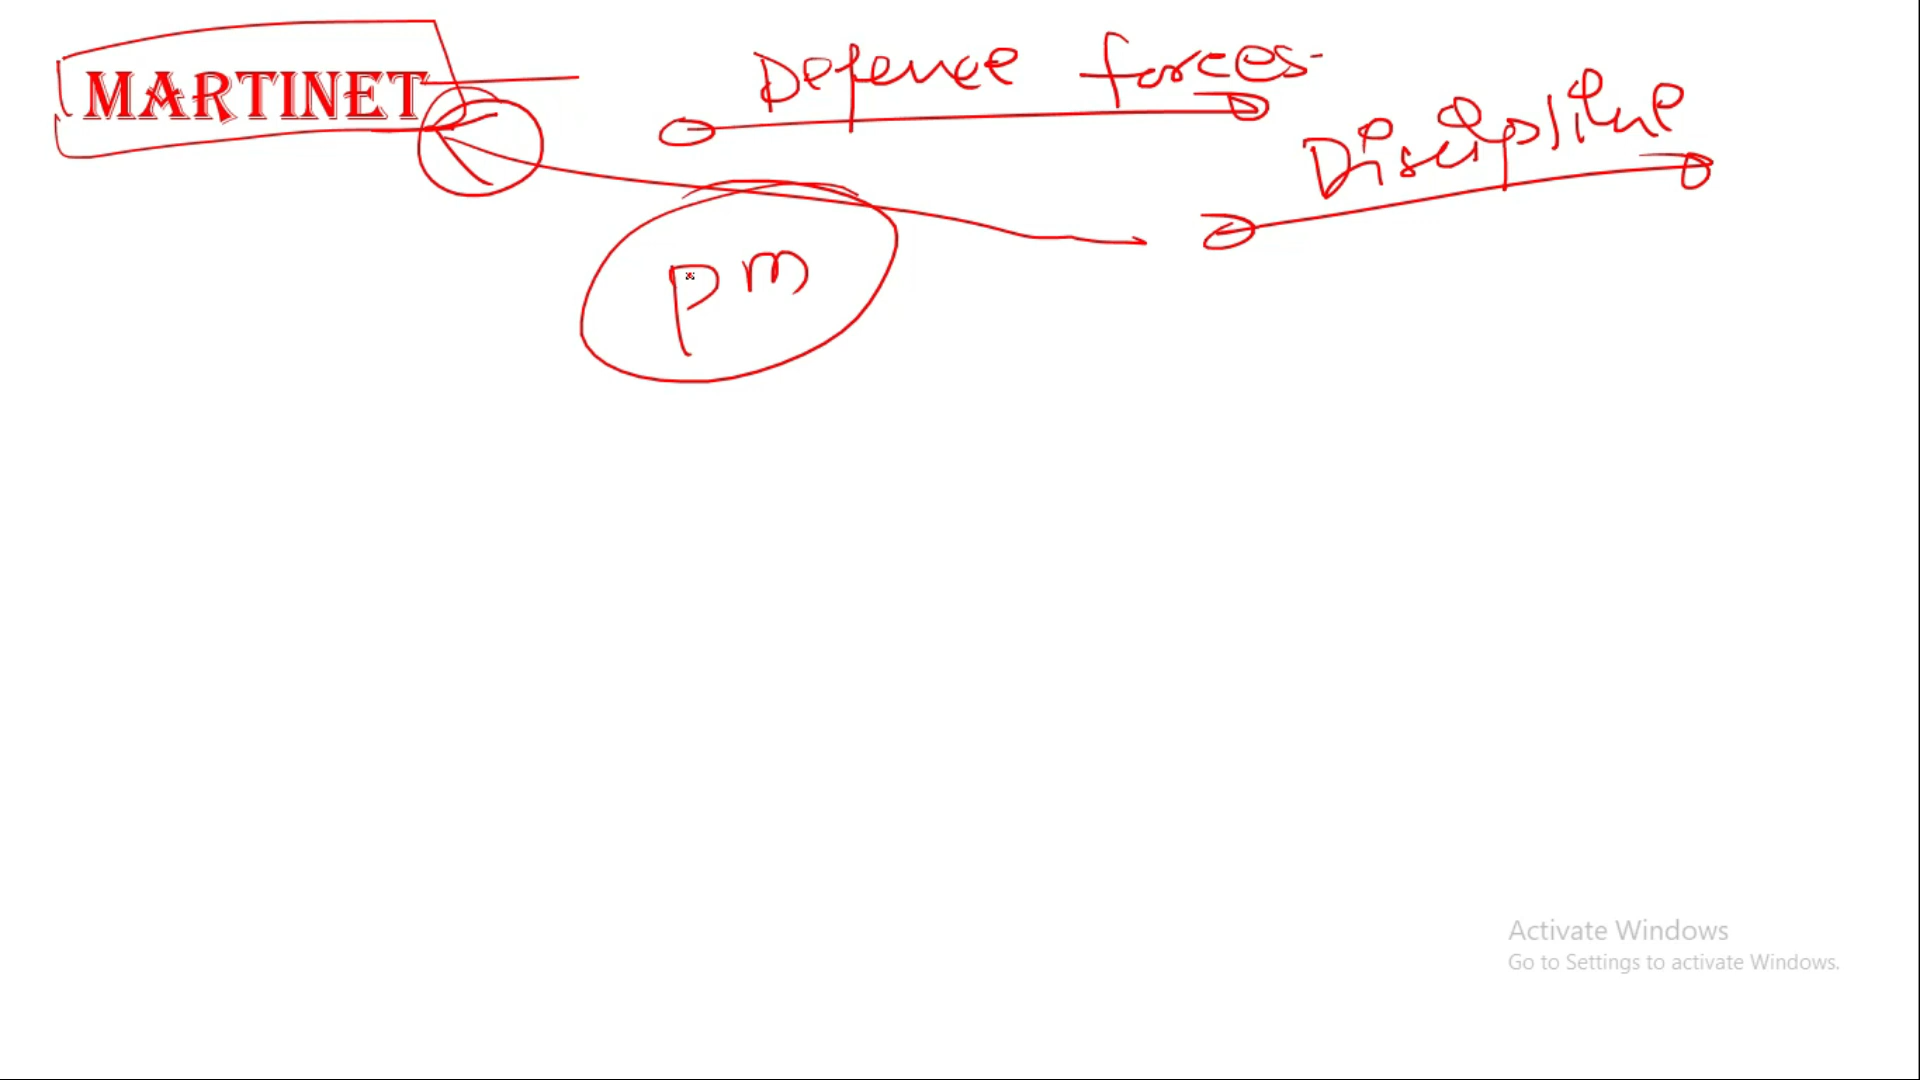 MARTINET
Defence forces
Discipline
pm
Activate Windows
Go to Settings to activate Windows.